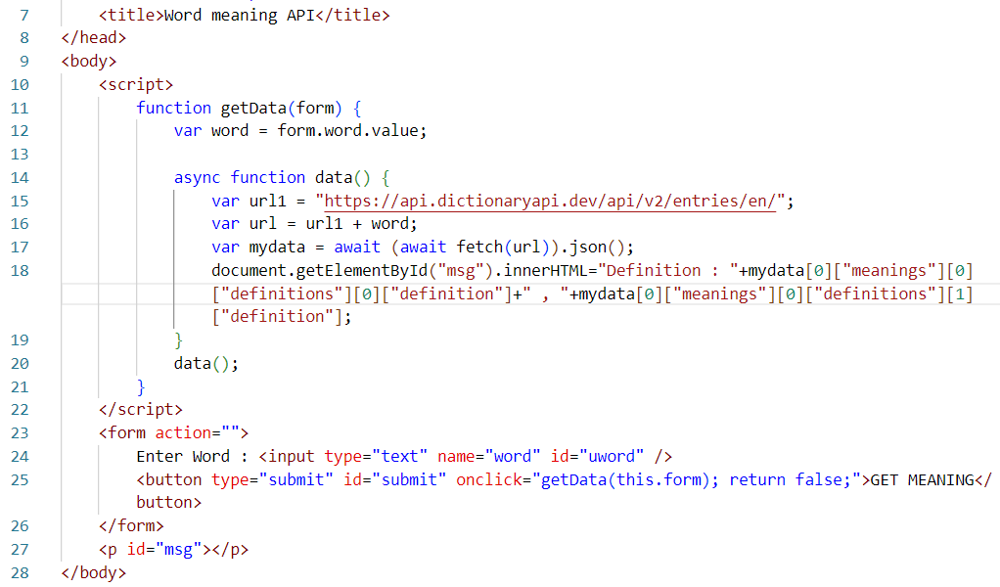 7 <title>Word meaning API</title>
8 </head>
9 <body>
10 <script>
11 function getData(form) {
12 var word = form.word.value;
13
14 async function data() {
15 var url1 = "https://api.dictionaryapi.dev/api/v2/entries/en/";
16 var url = url1 + word;
17 var mydata = await (await fetch(url)).json();
18 document.getElementById("msg").innerHTML="Definition : "+mydata[0]["meanings"][0]
["definitions"][0]["definition"]+" , "+mydata[0]["meanings"][0]["definitions"][1]
["definition"];
19 }
20 data();
21 }
22 </script>
23 <form action="">
24 Enter Word : <input type="text" name="word" id="uword" />
25 <button type="submit" id="submit" onclick="getData(this.form); return false;">GET MEANING</
button>
26 </form>
27 <p id="msg"></p>
28 </body>